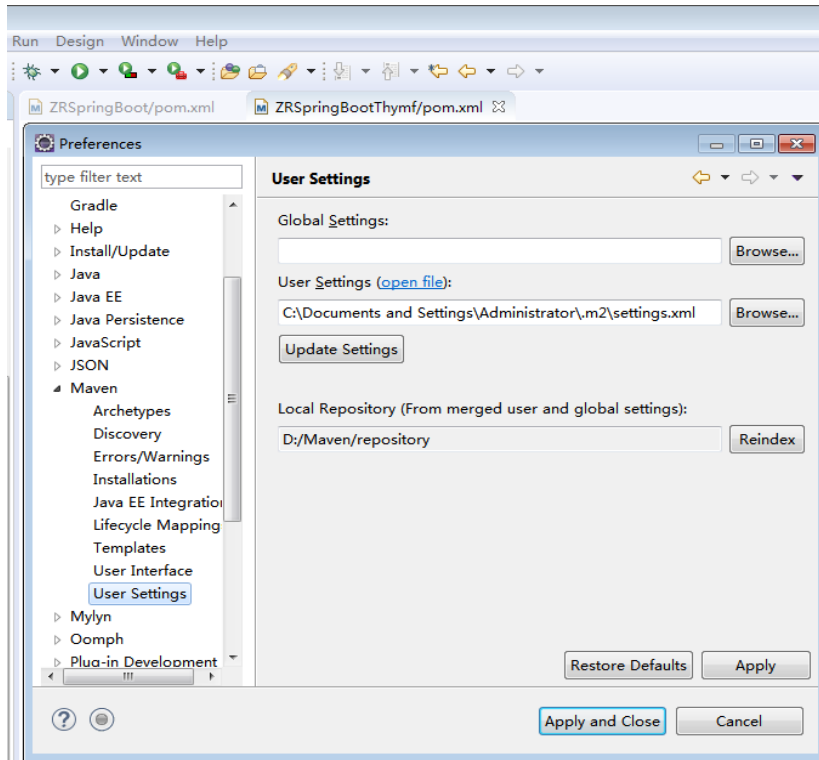 Run Design Window Help
ZRSpringBoot/pom.xml ZRSpringBootThymf/pom.xml
Preferences
type filter text
Gradle
Help
Install/Update
Java
Java EE
Java Persistence
JavaScript
JSON
Maven
Archetypes
Discovery
Errors/Warnings
Installations
Java EE Integratio
Lifecycle Mapping
Templates
User Interface
User Settings
Mylyn
Oomph
Plug-in Development
User Settings
Global Settings:
Browse...
User Settings (open file):
C:\Documents and Settings\Administrator\.m2\settings.xml Browse...
Update Settings
Local Repository (From merged user and global settings):
D:/Maven/repository Reindex
Restore Defaults Apply
Apply and Close Cancel